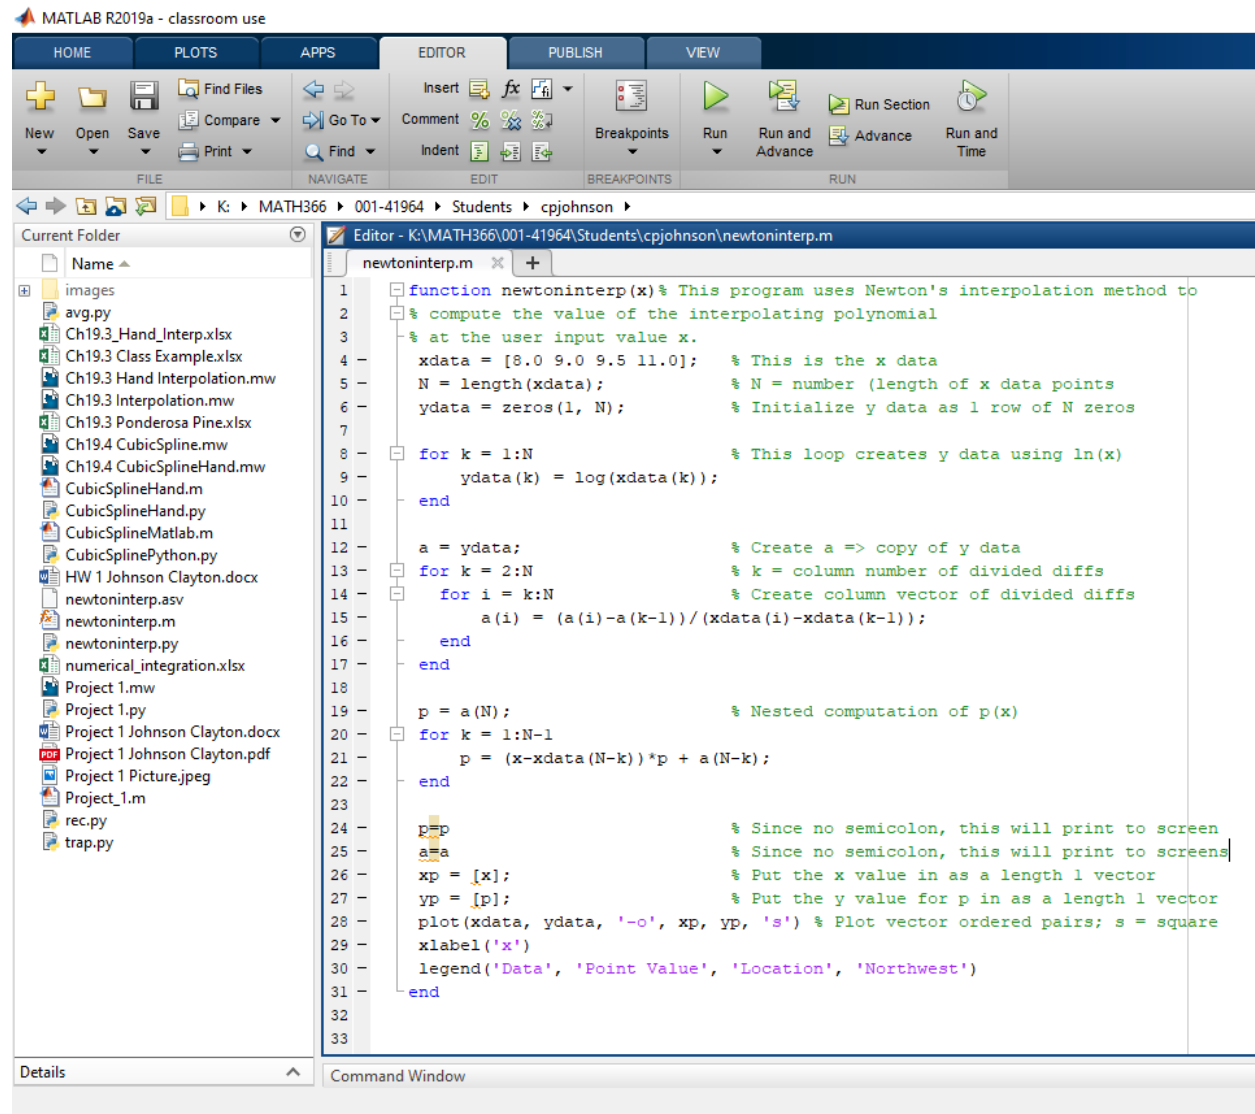 MATLAB R2019a - classroom use
HOME PLOTS APPS EDITOR PUBLISH VIEW
New Open Save Find Files Compare Print
FILE
Go To Find
NAVIGATE
Insert fx fi
Comment % % %
Indent
EDIT
Breakpoints
BREAKPOINTS
Run Run and Advance Run Section Advance Run and Time
RUN
K: MATH366 001-41964 Students cpjohnson
Current Folder
Name
images
avg.py
Ch19.3_Hand_Interp.xlsx
Ch19.3 Class Example.xlsx
Ch19.3 Hand Interpolation.mw
Ch19.3 Interpolation.mw
Ch19.3 Ponderosa Pine.xlsx
Ch19.4 CubicSpline.mw
Ch19.4 CubicSplineHand.mw
CubicSplineHand.m
CubicSplineHand.py
CubicSplineMatlab.m
CubicSplinePython.py
HW 1 Johnson Clayton.docx
newtoninterp.asv
newtoninterp.m
newtoninterp.py
numerical_integration.xlsx
Project 1.mw
Project 1.py
Project 1 Johnson Clayton.docx
Project 1 Johnson Clayton.pdf
Project 1 Picture.jpeg
Project_1.m
rec.py
trap.py
Details
Editor - K:\MATH366\001-41964\Students\cpjohnson\newtoninterp.m
newtoninterp.m
1 function newtoninterp(x)% This program uses Newton's interpolation method to
2 % compute the value of the interpolating polynomial
3 % at the user input value x.
4 xdata = [8.0 9.0 9.5 11.0]; % This is the x data
5 N = length(xdata); % N = number (length of x data points
6 ydata = zeros(1, N); % Initialize y data as 1 row of N zeros
7
8 for k = 1:N % This loop creates y data using ln(x)
9 ydata(k) = log(xdata(k));
10 end
11
12 a = ydata; % Create a => copy of y data
13 for k = 2:N % k = column number of divided diffs
14 for i = k:N % Create column vector of divided diffs
15 a(i) = (a(i)-a(k-1))/(xdata(i)-xdata(k-1));
16 end
17 end
18
19 p = a(N); % Nested computation of p(x)
20 for k = 1:N-1
21 p = (x-xdata(N-k))*p + a(N-k);
22 end
23
24 p=p % Since no semicolon, this will print to screen
25 a=a % Since no semicolon, this will print to screens
26 xp = [x]; % Put the x value in as a length 1 vector
27 yp = [p]; % Put the y value for p in as a length 1 vector
28 plot(xdata, ydata, '-o', xp, yp, 's') % Plot vector ordered pairs; s = square
29 xlabel('x')
30 legend('Data', 'Point Value', 'Location', 'Northwest')
31 end
32
33
Command Window